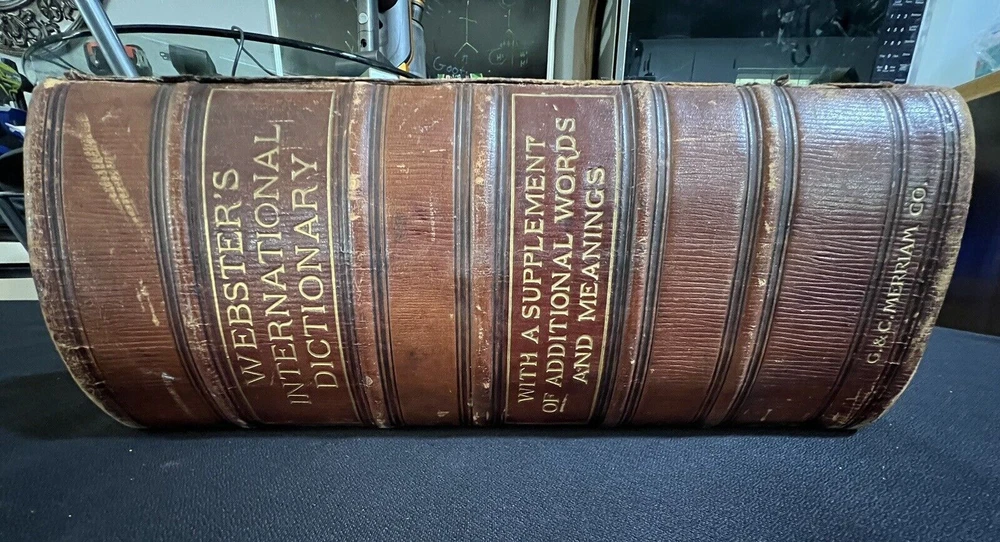 WEBSTER'S
INTERNATIONAL
DICTIONARY
WITH A SUPPLEMENT
OF ADDITIONAL WORDS
AND MEANINGS
G. & C. MERRIAM CO.